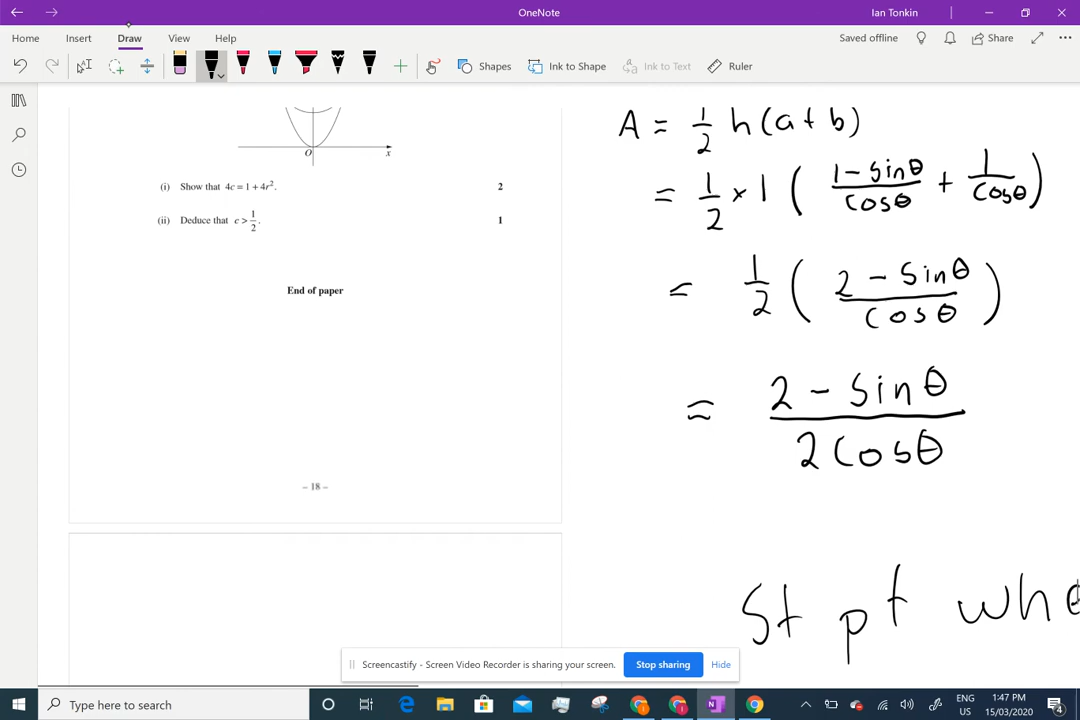 OneNote
Ian Tonkin
Home Insert Draw View Help
Saved offline
Share
Shapes
Ink to Shape
Ink to Text
Ruler
O
x
(i) Show that 4c = 1 + 4r².
2
(ii) Deduce that c > 1/2.
1
End of paper
– 18 –
A = 1/2 h(a+b)
= 1/2 × 1 ( 1-sinθ/cosθ + 1/cosθ )
= 1/2 ( 2 - sinθ/cosθ )
= 2 - sinθ/2cosθ
St pt whe
Screencastify - Screen Video Recorder is sharing your screen.
Stop sharing
Hide
Type here to search
ENG
US
1:47 PM
15/03/2020
4